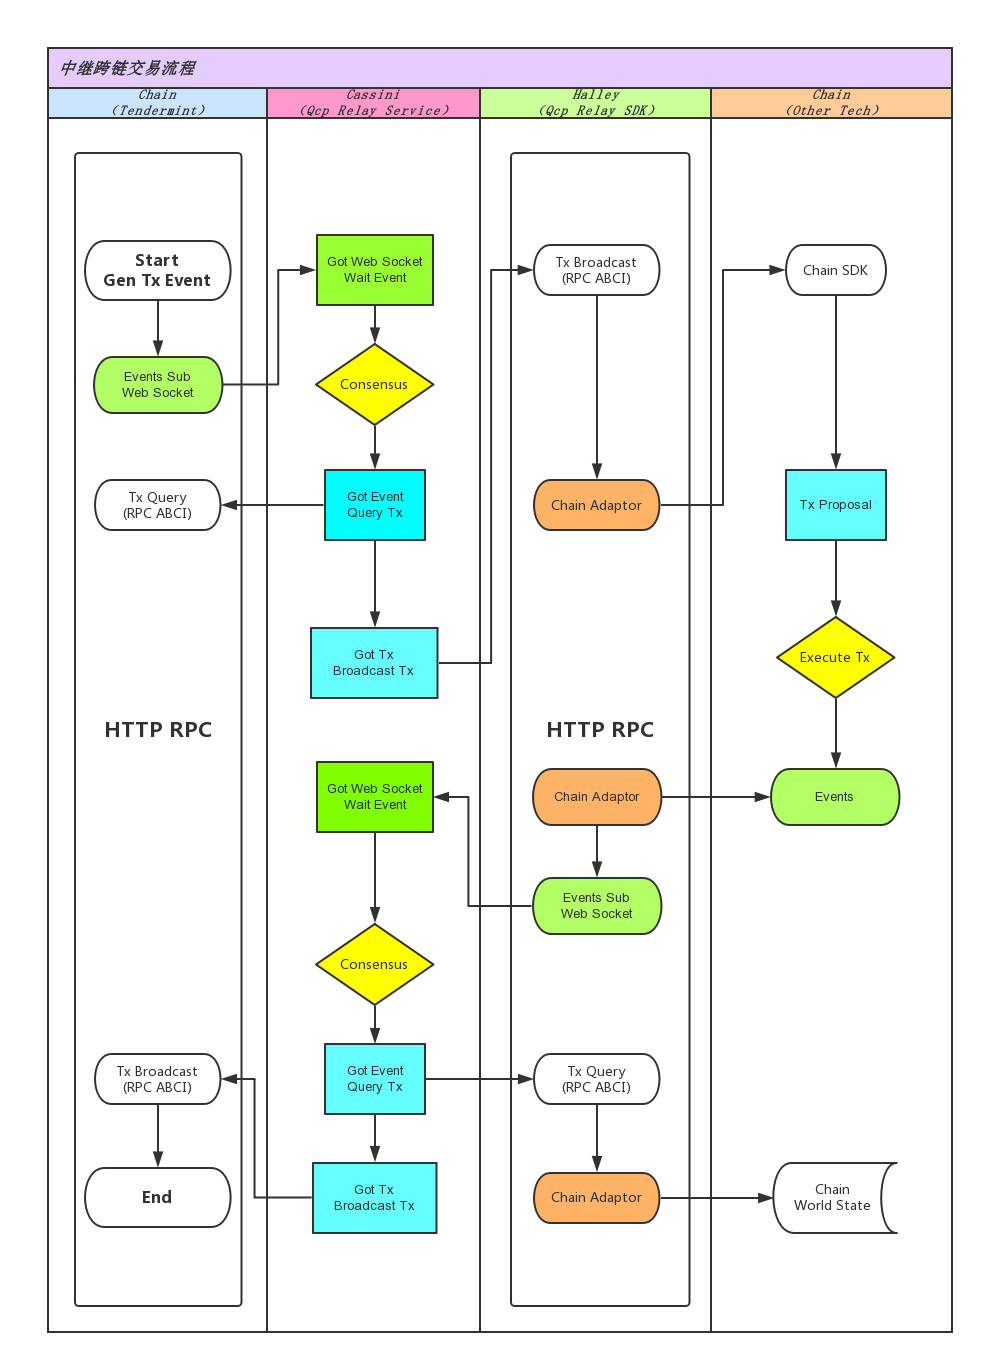 中继跨链交易流程
Chain
(Tendermint)
Cassini
(Qcp Relay Service)
Halley
(Qcp Relay SDK)
Chain
(Other Tech)
Start
Gen Tx Event
Got Web Socket
Wait Event
Tx Broadcast
(RPC ABCI)
Chain SDK
Events Sub
Web Socket
Consensus
Tx Query
(RPC ABCI)
Got Event
Query Tx
Chain Adaptor
Tx Proposal
Got Tx
Broadcast Tx
Execute Tx
HTTP RPC
HTTP RPC
Got Web Socket
Wait Event
Chain Adaptor
Events
Events Sub
Web Socket
Consensus
Tx Broadcast
(RPC ABCI)
Got Event
Query Tx
Tx Query
(RPC ABCI)
End
Got Tx
Broadcast Tx
Chain Adaptor
Chain
World State